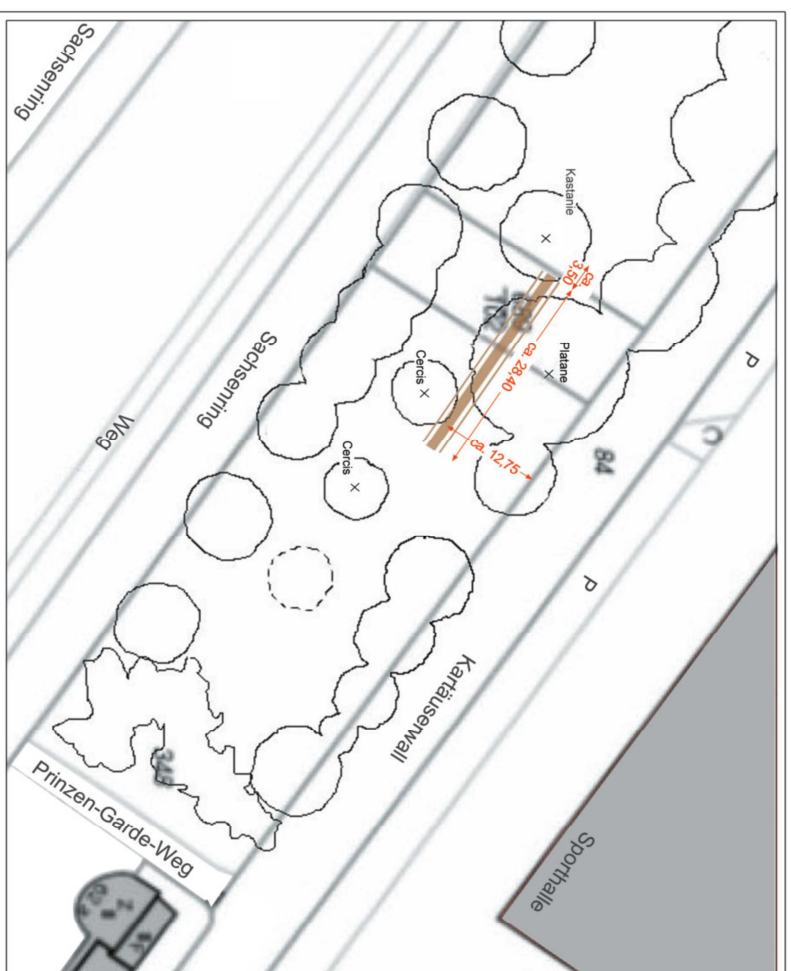 Sachsenring
Kastanie
ca.
3,50
Platane
ca. 28,40
P
Cercis
Sachsenring
Weg
ca. 12,75
84
Cercis
P
Kartäuserwall
349
Prinzen-Garde-Weg
Sporthalle